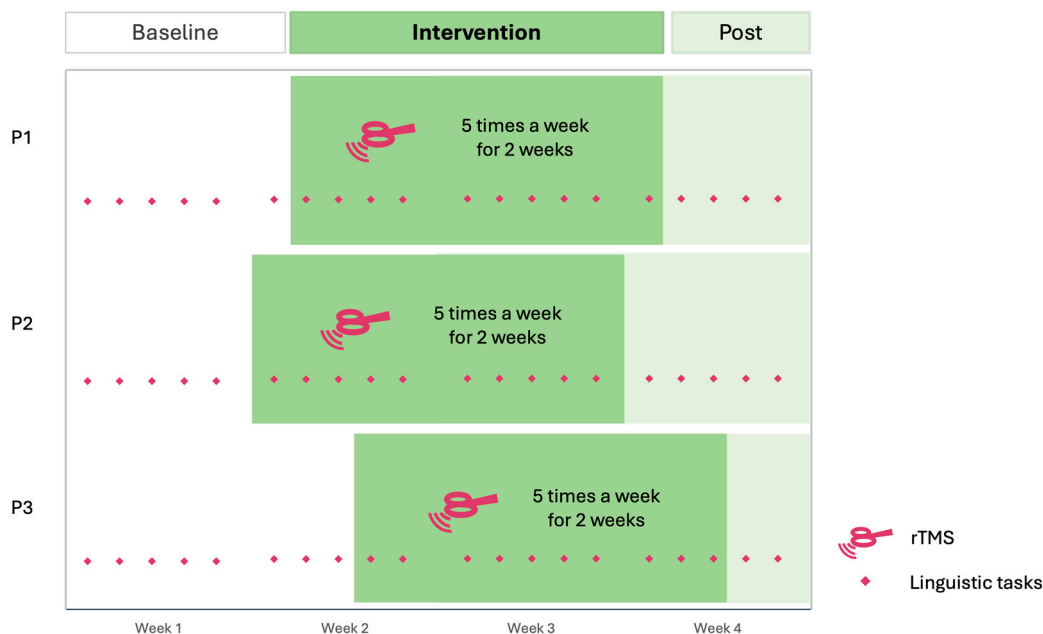 Baseline
Intervention
Post
P1
5 times a week
for 2 weeks
P2
5 times a week
for 2 weeks
P3
5 times a week
for 2 weeks
rTMS
Linguistic tasks
Week 1
Week 2
Week 3
Week 4